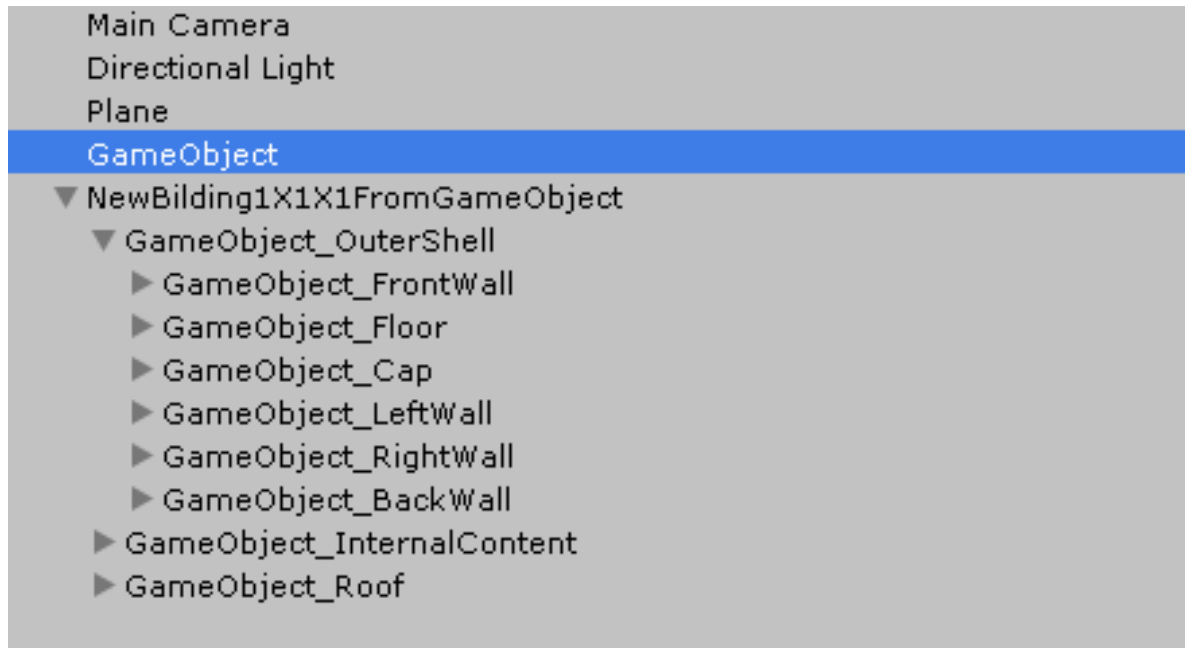 Main Camera
Directional Light
Plane
GameObject
NewBilding1X1X1FromGameObject
GameObject_OuterShell
GameObject_FrontWall
GameObject_Floor
GameObject_Cap
GameObject_LeftWall
GameObject_RightWall
GameObject_BackWall
GameObject_InternalContent
GameObject_Roof